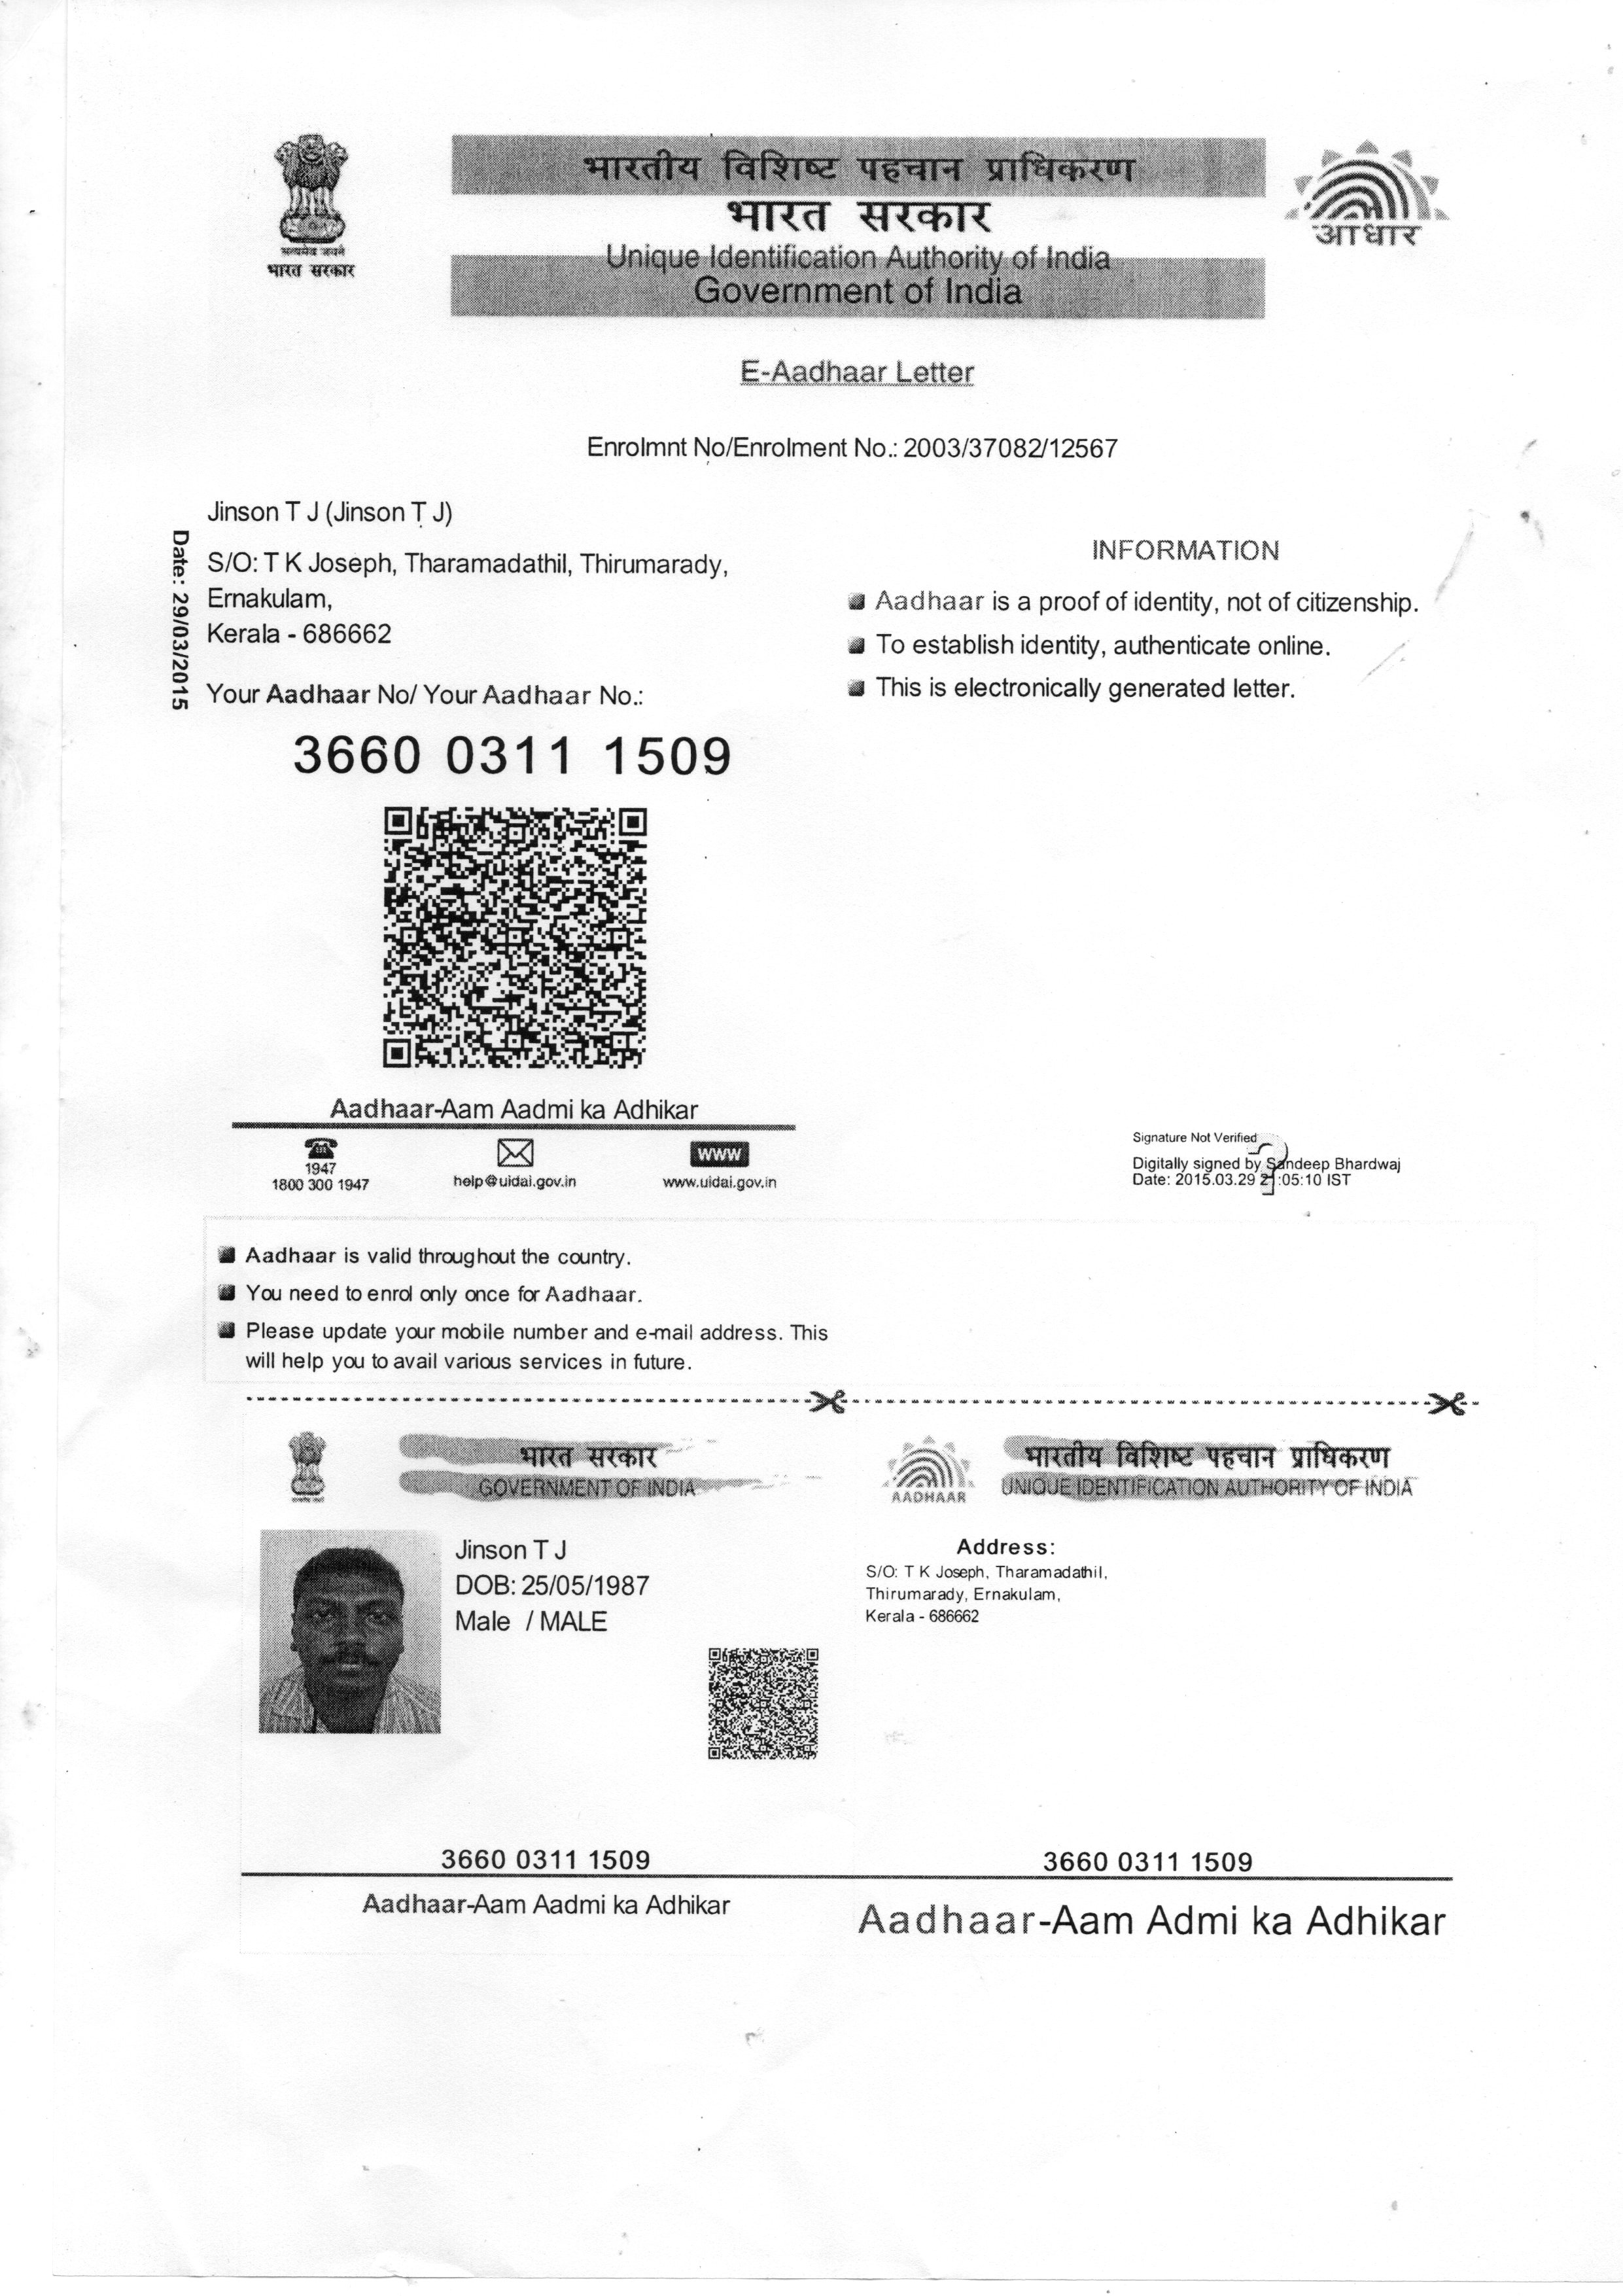 भारतीय विशिष्ट पहचान प्राधिकरण
भारत सरकार
Unique Identification Authority of India
Government of India
सत्यमेव जयते
भारत सरकार
आधार
E-Aadhaar Letter
Enrolmnt No/Enrolment No.: 2003/37082/12567
Jinson T J (Jinson T J)
S/O: T K Joseph, Tharamadathil, Thirumarady,
Ernakulam,
Kerala - 686662
Date: 29/03/2015
Your Aadhaar No/ Your Aadhaar No.:
3660 0311 1509
INFORMATION
Aadhaar is a proof of identity, not of citizenship.
To establish identity, authenticate online.
This is electronically generated letter.
Aadhaar-Aam Aadmi ka Adhikar
1947
1800 300 1947
help@uidai.gov.in
www
www.uidai.gov.in
Signature Not Verified
Digitally signed by Sandeep Bhardwaj
Date: 2015.03.29 :05:10 IST
Aadhaar is valid throughout the country.
You need to enrol only once for Aadhaar.
Please update your mobile number and e-mail address. This
will help you to avail various services in future.
भारत सरकार
GOVERNMENT OF INDIA
Jinson T J
DOB: 25/05/1987
Male / MALE
3660 0311 1509
Aadhaar-Aam Aadmi ka Adhikar
AADHAAR
भारतीय विशिष्ट पहचान प्राधिकरण
UNIQUE IDENTIFICATION AUTHORITY OF INDIA
Address:
S/O: T K Joseph, Tharamadathil,
Thirumarady, Ernakulam,
Kerala - 686662
3660 0311 1509
Aadhaar-Aam Admi ka Adhikar